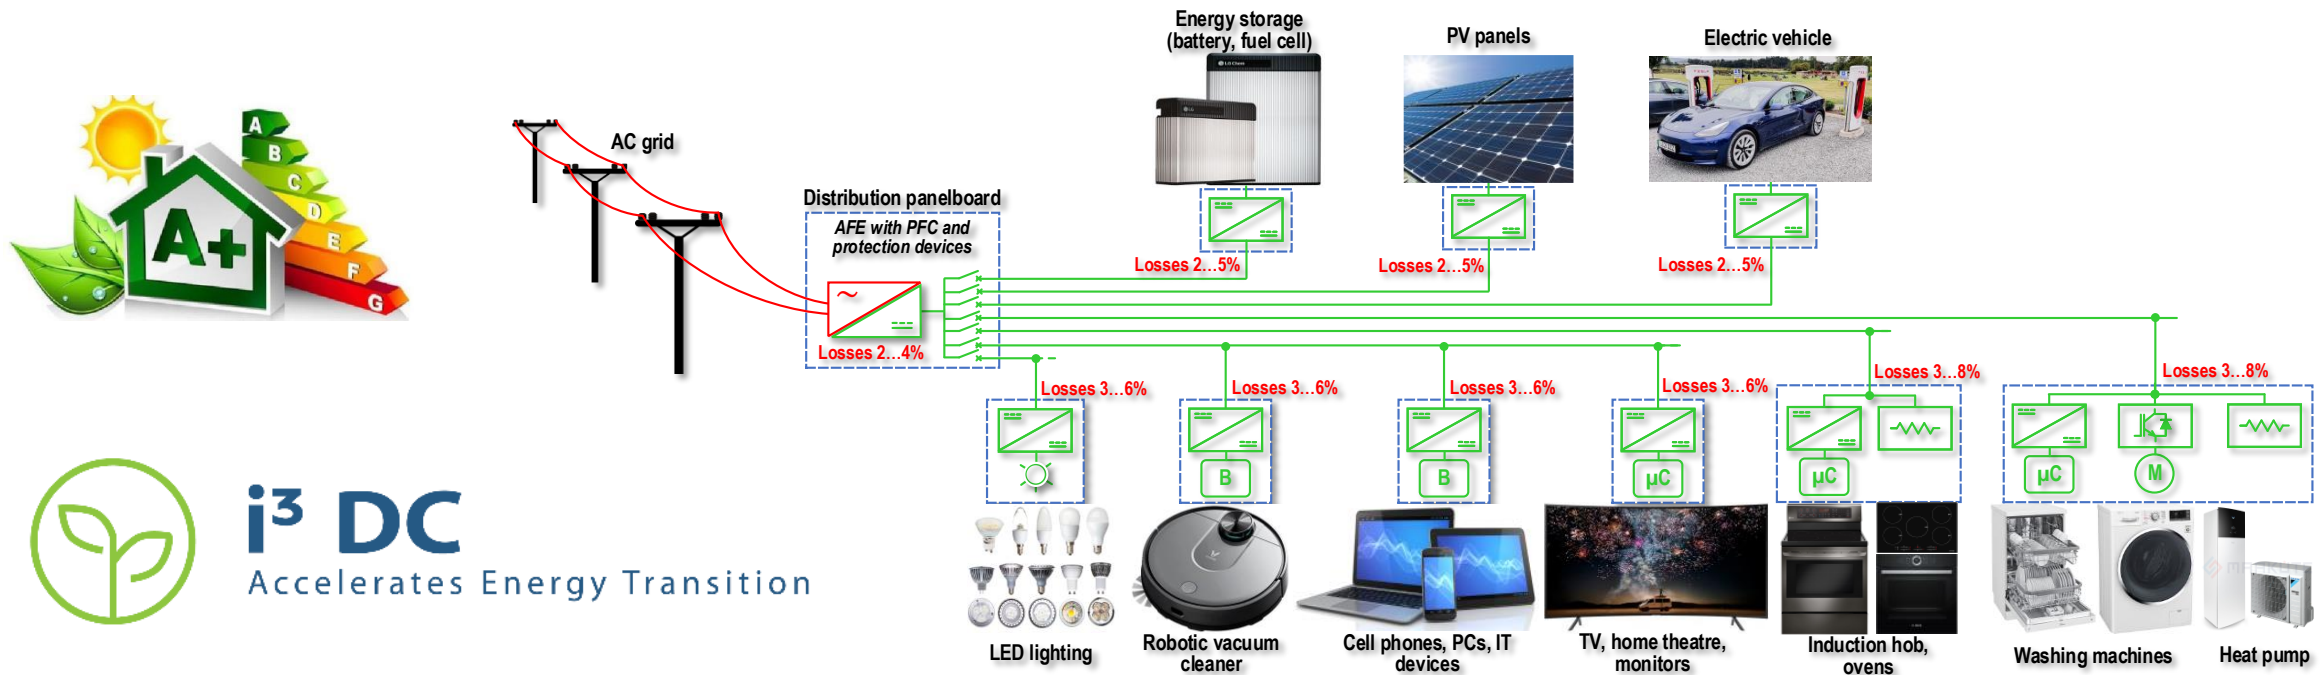 Energy storage
(battery, fuel cell)
PV panels
Electric vehicle
A
B
C
D
E
F
G
A+
AC grid
Distribution panelboard
AFE with PFC and
protection devices
Losses 2...4%
Losses 2...5%
Losses 2...5%
Losses 2...5%
Losses 3...6%
Losses 3...6%
Losses 3...6%
Losses 3...6%
Losses 3...8%
Losses 3...8%
B
B
µC
µC
µC
M
i³ DC
Accelerates Energy Transition
LED lighting
Robotic vacuum
cleaner
Cell phones, PCs, IT
devices
TV, home theatre,
monitors
Induction hob,
ovens
Washing machines
Heat pump